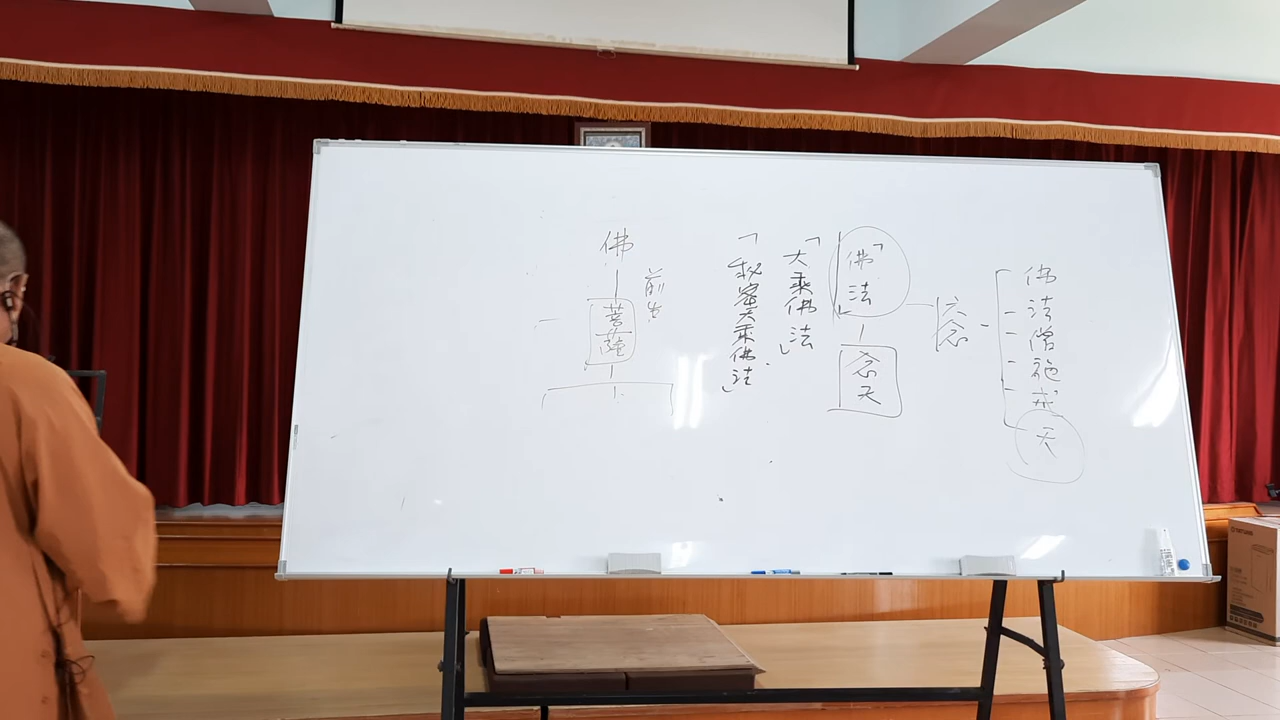 佛
法
僧
施
戒
天
六念
「佛法」
念天
「大乘佛法」
「秘密大乘佛法」
佛
前生
菩薩